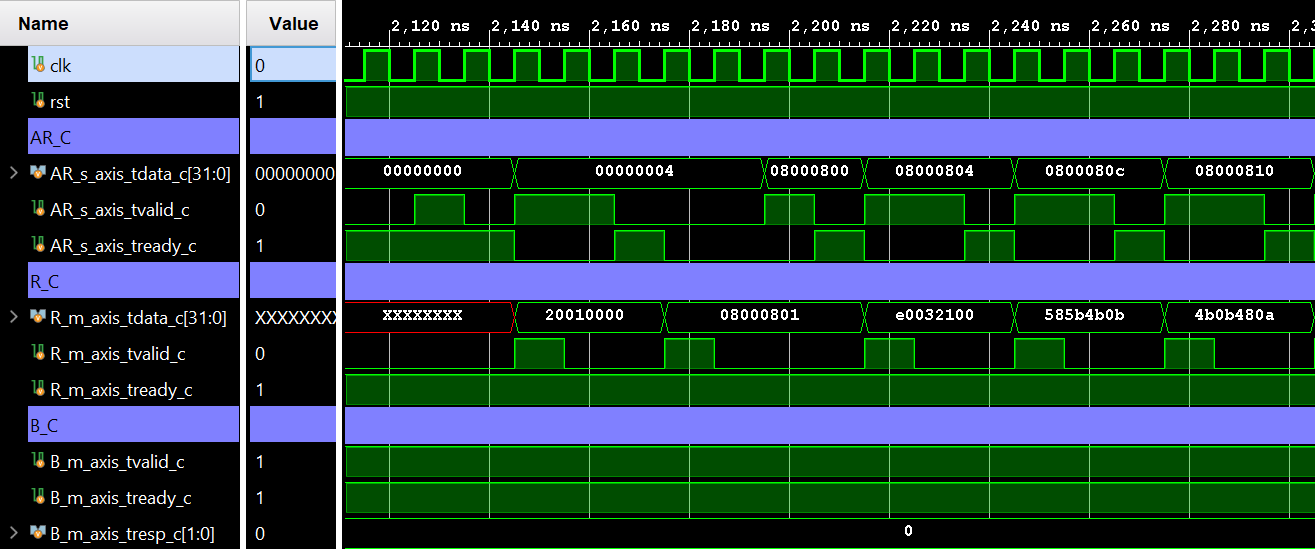 Name Value 2,120 ns 2,140 ns 2,160 ns 2,180 ns 2,200 ns 2,220 ns 2,240 ns 2,260 ns 2,280 ns
clk 0
rst 1
AR_C
AR_s_axis_tdata_c[31:0] 00000000 00000000 00000004 08000800 08000804 0800080c 08000810
AR_s_axis_tvalid_c 0
AR_s_axis_tready_c 1
R_C
R_m_axis_tdata_c[31:0] XXXXXXXX XXXXXXXX 20010000 08000801 e0032100 585b4b0b 4b0b480a
R_m_axis_tvalid_c 0
R_m_axis_tready_c 1
B_C
B_m_axis_tvalid_c 1
B_m_axis_tready_c 1
B_m_axis_tresp_c[1:0] 0 0